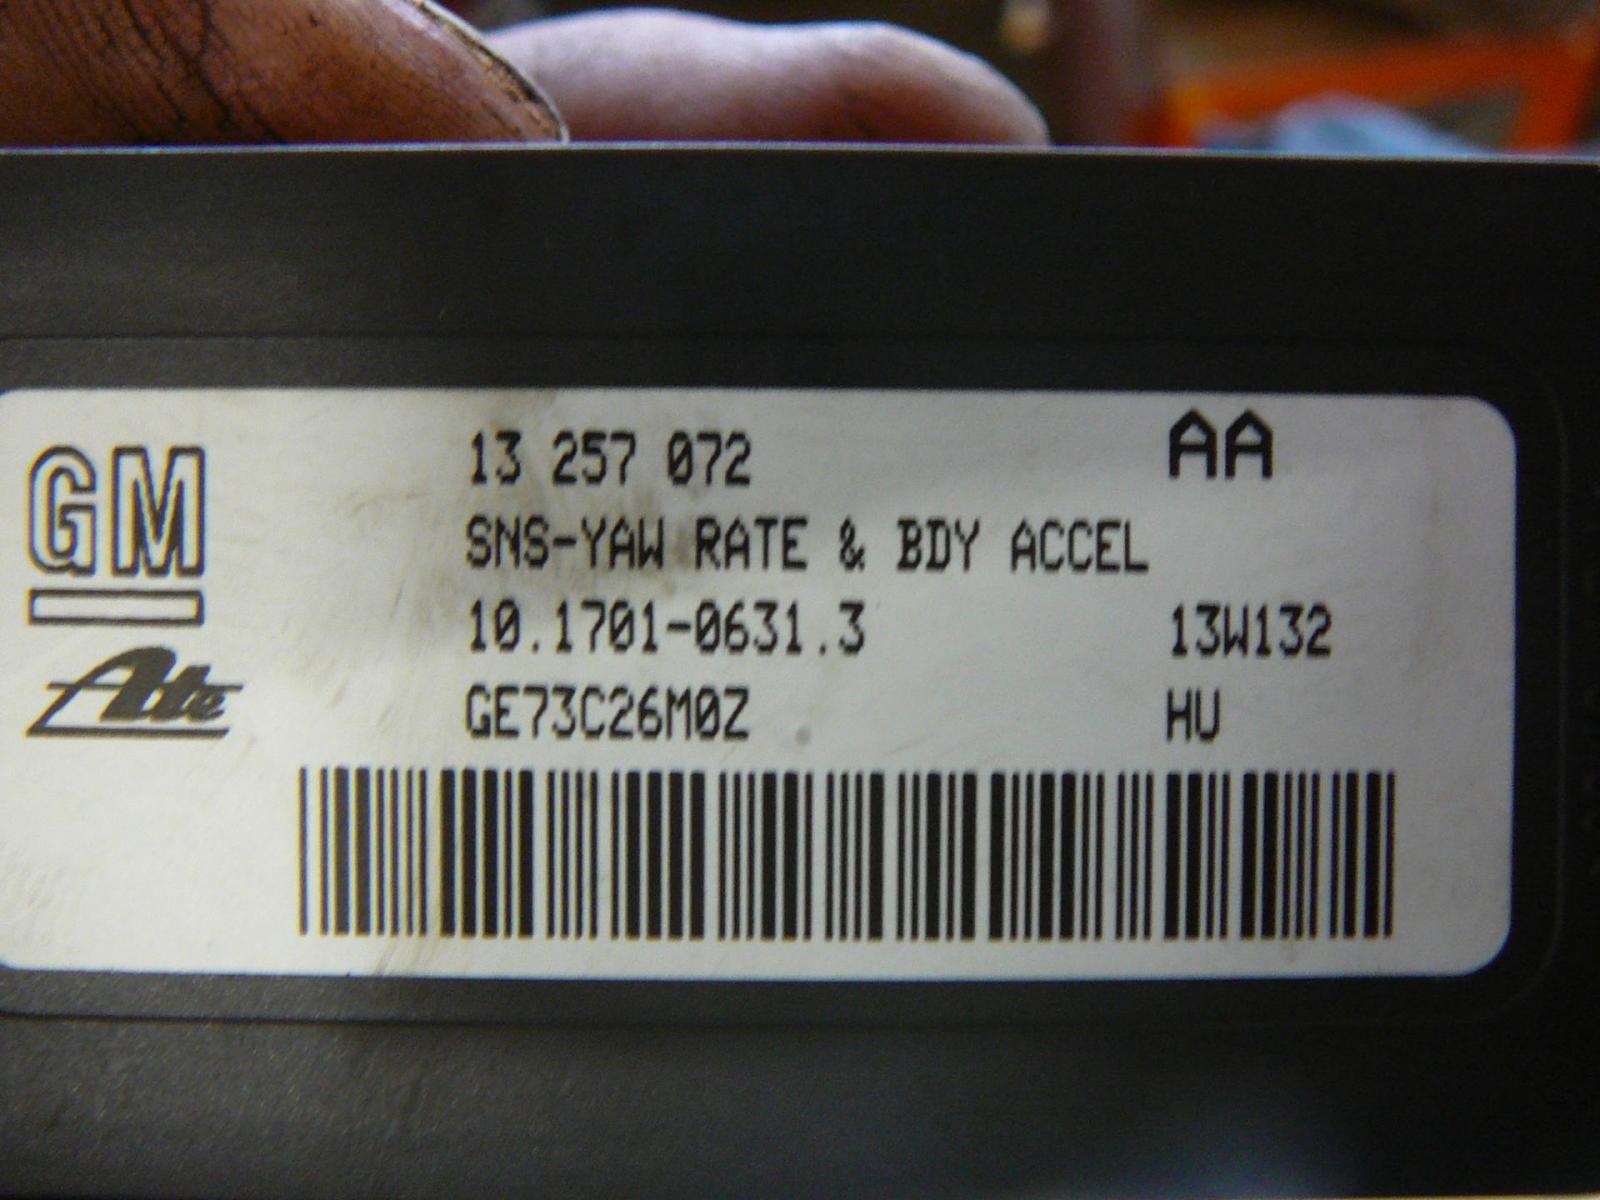 GM
Ate
13 257 072 AA
SNS-YAW RATE & BDY ACCEL
10.1701-0631.3 13W132
GE73C26M0Z HU